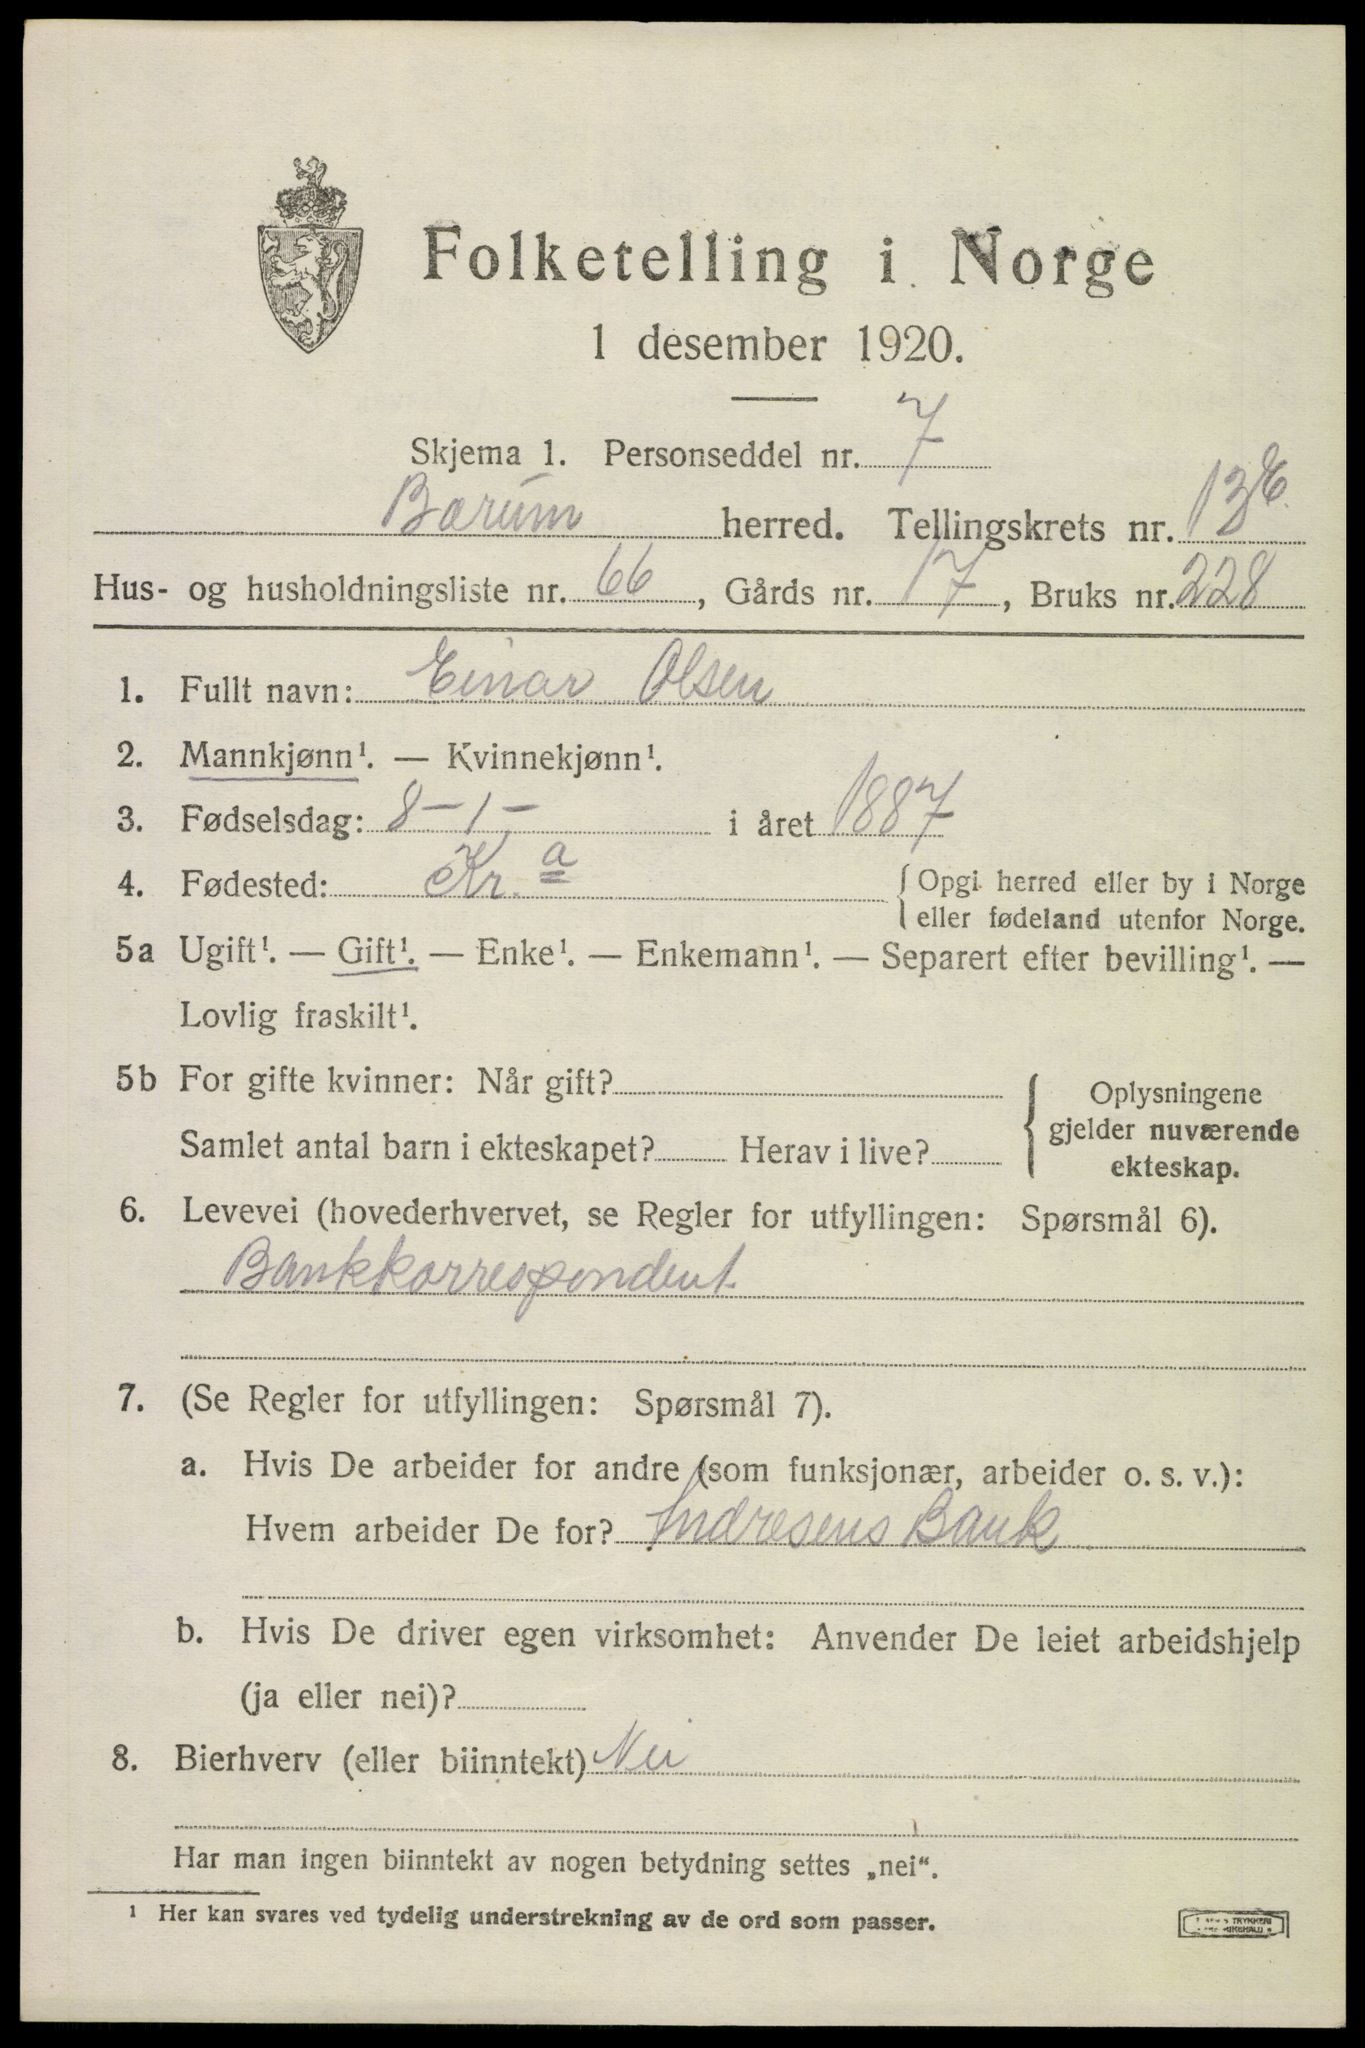 Folketelling i Norge
1 desember 1920.
Skjema 1. Personseddel nr. 7
Bærum herred. Tellingskrets nr. 13 E.
Hus- og husholdningsliste nr. 66, Gårds nr. 17, Bruks nr. 228
1. Fullt navn: Einar Olsen
2. Mannkjønn¹. — Kvinnekjønn¹.
3. Fødselsdag: 8-1- i året 1887
4. Fødested: Kr.a { Opgi herred eller by i Norge
eller fødeland utenfor Norge.
5a Ugift¹. — Gift¹. — Enke¹. — Enkemann¹. — Separert efter bevilling¹. —
Lovlig fraskilt¹.
5b For gifte kvinner: Når gift? { Oplysningene
gjelder nuværende
Samlet antal barn i ekteskapet? Herav i live?
ekteskap.
6. Levevei (hovederhvervet, se Regler for utfyllingen: Spørsmål 6).
Bankkorrespondent
7. (Se Regler for utfyllingen: Spørsmål 7).
a. Hvis De arbeider for andre (som funksjonær, arbeider o. s. v.):
Hvem arbeider De for? Andresens Bank
b. Hvis De driver egen virksomhet: Anvender De leiet arbeidshjelp
(ja eller nei)?
8. Bierhverv (eller biinntekt) Nei
Har man ingen biinntekt av nogen betydning settes „nei“.
¹ Her kan svares ved tydelig understrekning av de ord som passer.
TRYKKERI